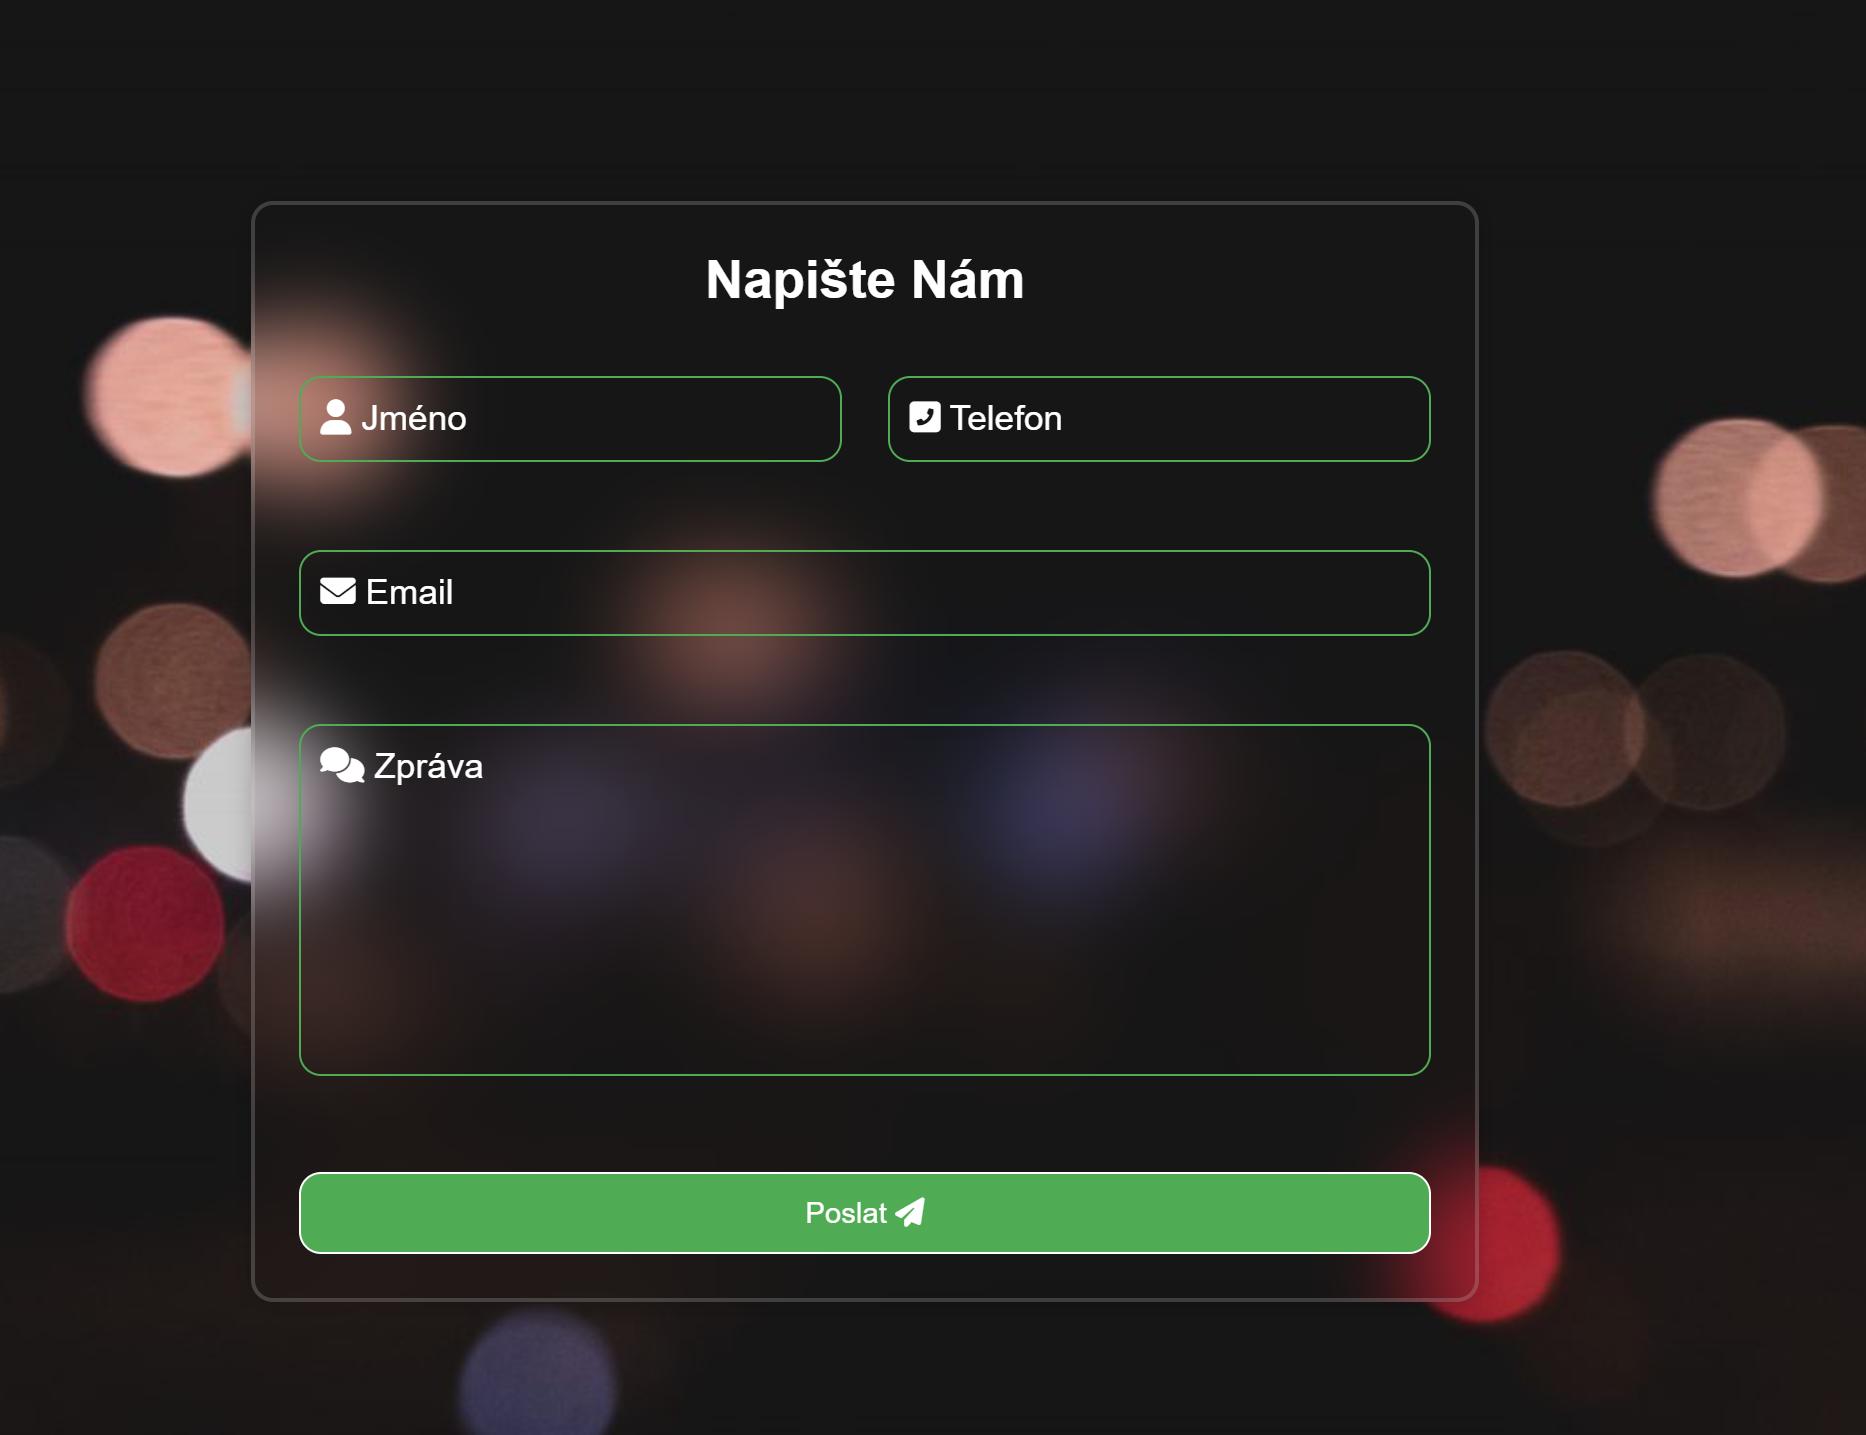 Napište Nám
Jméno
Telefon
Email
Zpráva
Poslat